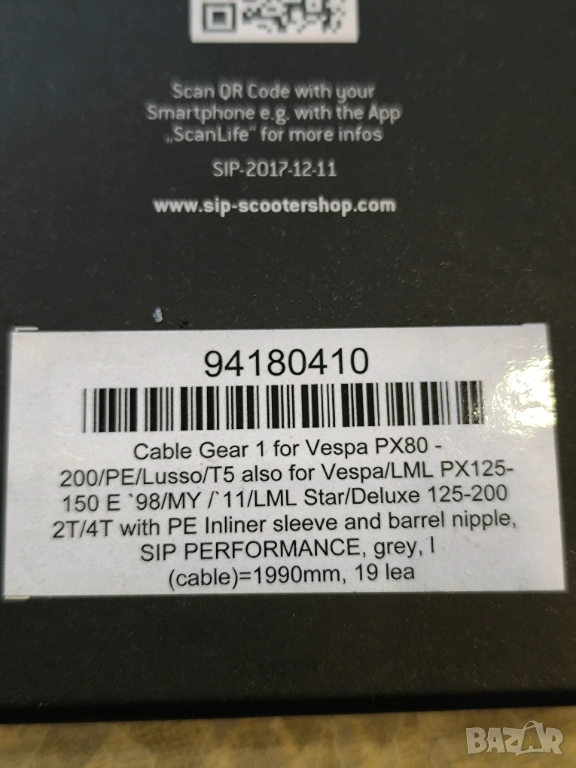 Scan QR Code with your
Smartphone e.g. with the App
„ScanLife" for more infos
SIP-2017-12-11
www.sip-scootershop.com
94180410
Cable Gear 1 for Vespa PX80 -
200/PE/Lusso/T5 also for Vespa/LML PX125-
150 E `98/MY /`11/LML Star/Deluxe 125-200
2T/4T with PE Inliner sleeve and barrel nipple,
SIP PERFORMANCE, grey, l
(cable)=1990mm, 19 lea
BAZAR